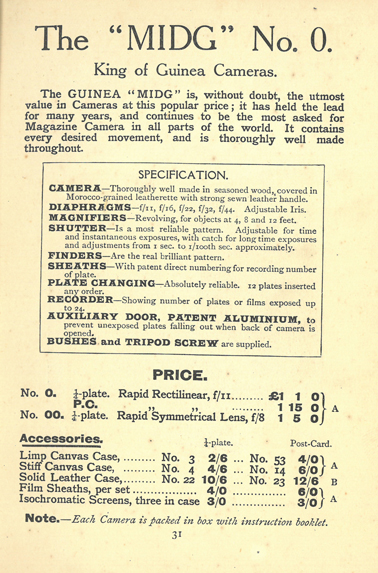 The "MIDG" No. 0.
King of Guinea Cameras.
The GUINEA "MIDG" is, without doubt, the utmost
value in Cameras at this popular price; it has held the lead
for many years, and continues to be the most asked for
Magazine Camera in all parts of the world. It contains
every desired movement, and is thoroughly well made
throughout.
SPECIFICATION.
CAMERA—Thoroughly well made in seasoned wood, covered in
Morocco-grained leatherette with strong sewn leather handle.
DIAPHRAGMS—f/11, f/16, f/22, f/32, f/44. Adjustable Iris.
MAGNIFIERS—Revolving, for objects at 4, 8 and 12 feet.
SHUTTER—Is a most reliable pattern. Adjustable for time
and instantaneous exposures, with catch for long time exposures
and adjustments from 1 sec. to 1/100th sec. approximately.
FINDERS—Are the real brilliant pattern.
SHEATHS—With patent direct numbering for recording number
of plate.
PLATE CHANGING—Absolutely reliable. 12 plates inserted
any order.
RECORDER—Showing number of plates or films exposed up
to 24.
AUXILIARY DOOR, PATENT ALUMINIUM, to
prevent unexposed plates falling out when back of camera is
opened.
BUSHES and TRIPOD SCREW are supplied.
PRICE.
No. 0. ¼-plate. Rapid Rectilinear, f/11......... £1 1 0
P.C. ,, ,, ......... 1 15 0 A
No. 00. ¼-plate. Rapid Symmetrical Lens, f/8 1 5 0
Accessories. ¼-plate. Post-Card.
Limp Canvas Case, ......... No. 3 2/6 ... No. 53 4/0
Stiff Canvas Case, ......... No. 4 4/6 ... No. 14 6/0 A
Solid Leather Case,....... No. 22 10/6 ... No. 23 12/6 B
Film Sheaths, per set ............... 4/0 ............ 6/0
Isochromatic Screens, three in case 3/0 ............ 3/0 A
Note.—Each Camera is packed in box with instruction booklet.
31